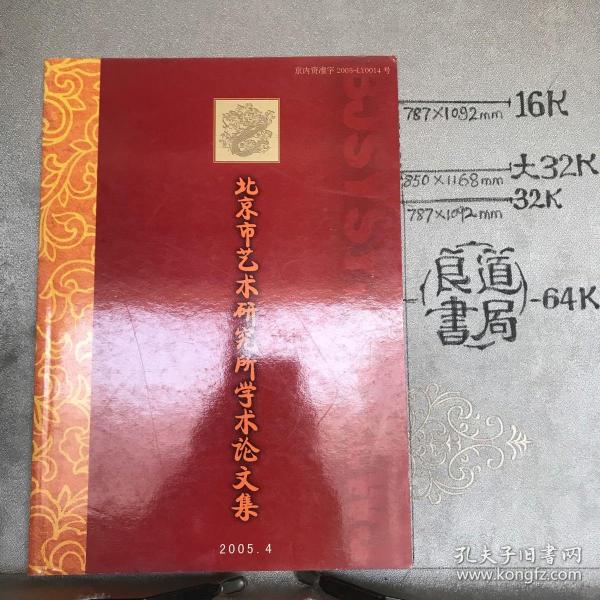 京内资准字 2005-LY0014 号
北京市艺术研究所学术论文集
2005.4
787×1092mm 16K
850×1168mm 大32K
787×1092mm 32K
良道
書局
64K
孔夫子旧书网
www.kongfz.com